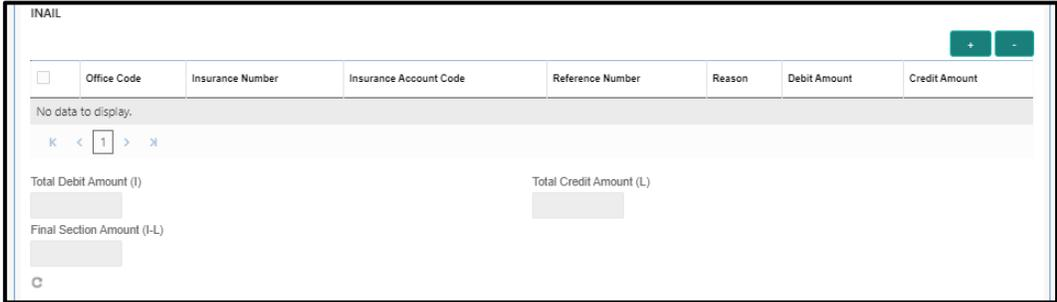 INAIL
+ -
Office Code Insurance Number Insurance Account Code Reference Number Reason Debit Amount Credit Amount
No data to display.
1
Total Debit Amount (I) Total Credit Amount (L)
Final Section Amount (I-L)